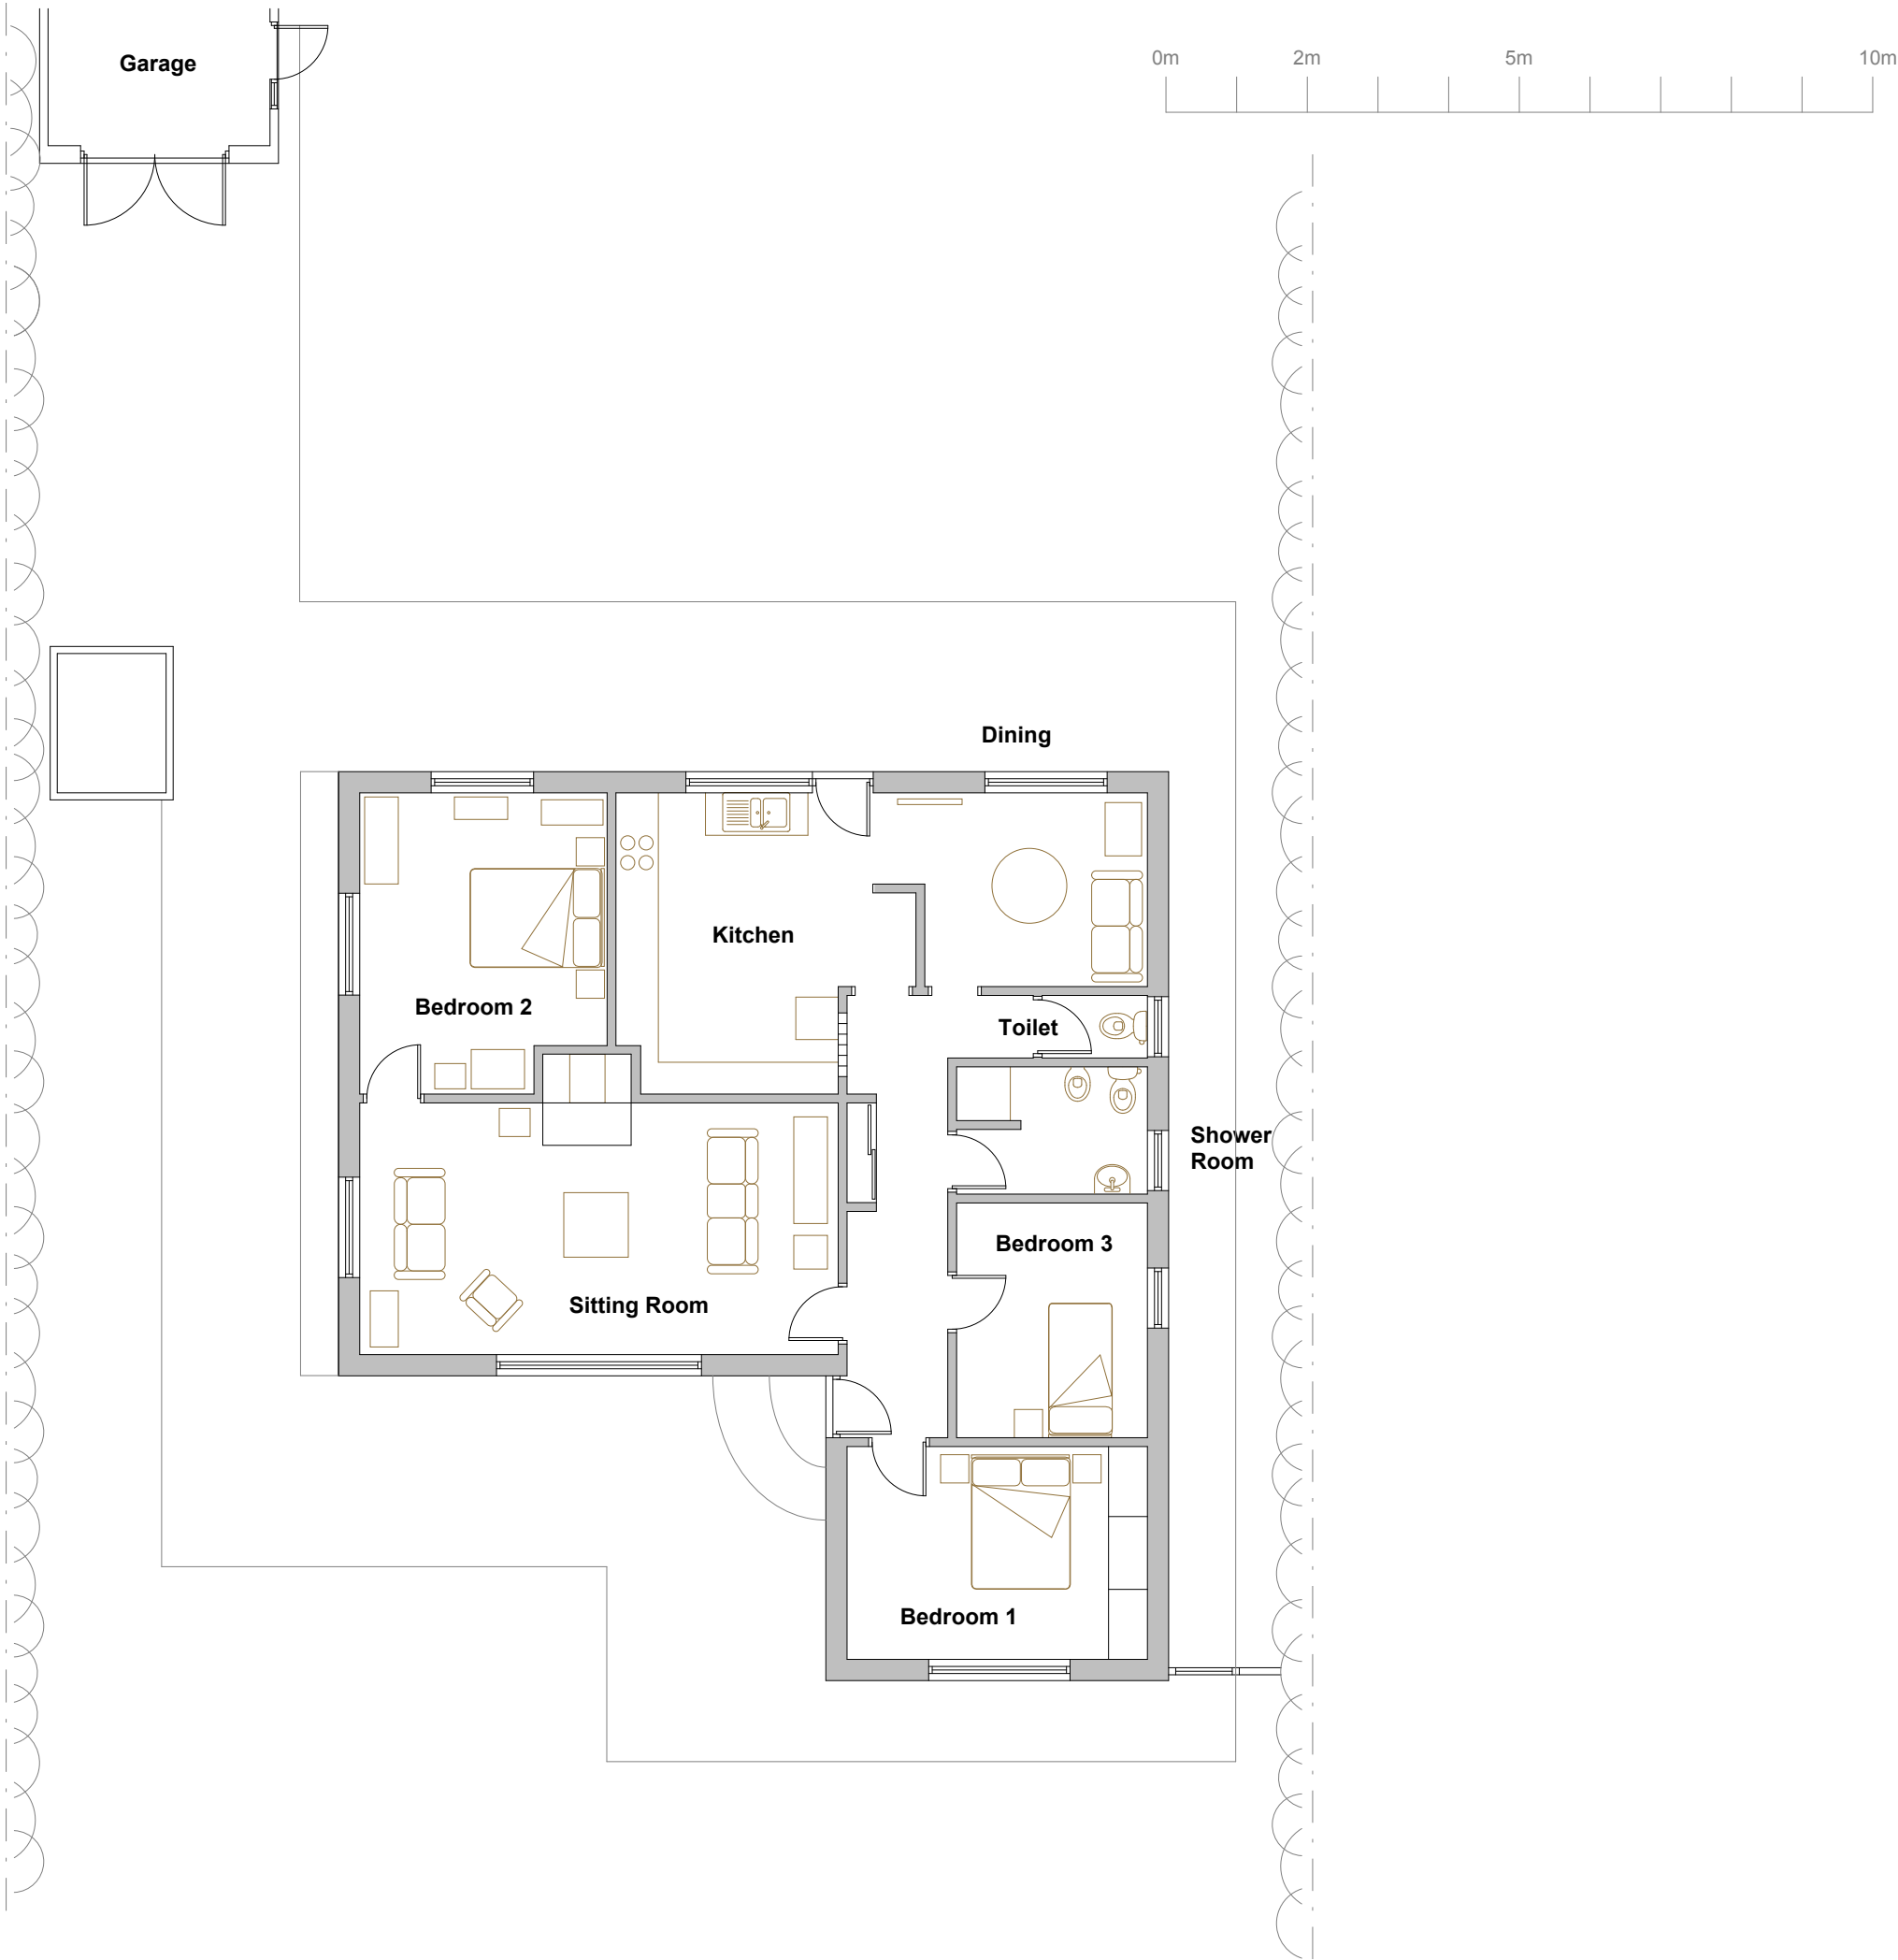 0m 2m 5m 10m
Garage
Dining
Kitchen
Bedroom 2
Toilet
Shower
Room
Bedroom 3
Sitting Room
Bedroom 1